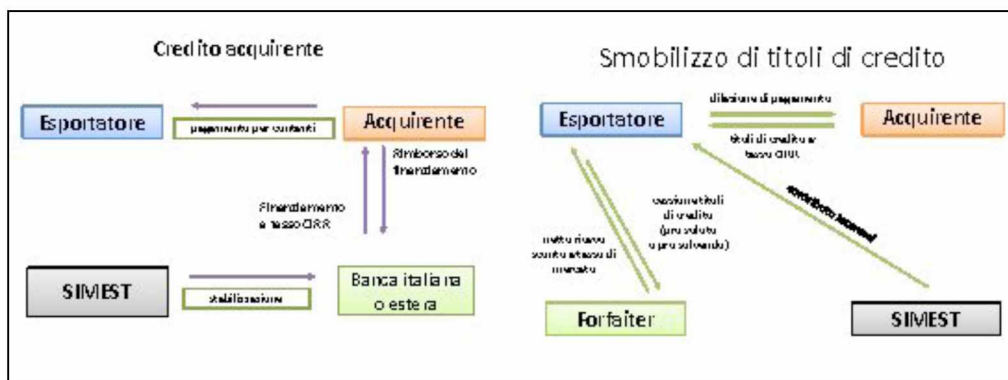 Credito acquirente
Esportatore
pagamento per contanti
Acquirente
Rimborso del
finanziamento
Finanziamento
a tasso CIRR
SIMEST
stabilizzazione
Banca italiana
o estera
Smobilizzo di titoli di credito
Esportatore
dilazione di pagamento
Acquirente
titoli di credito e
tasso CIRR
cessione titoli
di credito
(pro soluto
o pro solvendo)
netto ricavo
sconto a tasso di
mercato
contributo interessi
Forfaiter
SIMEST